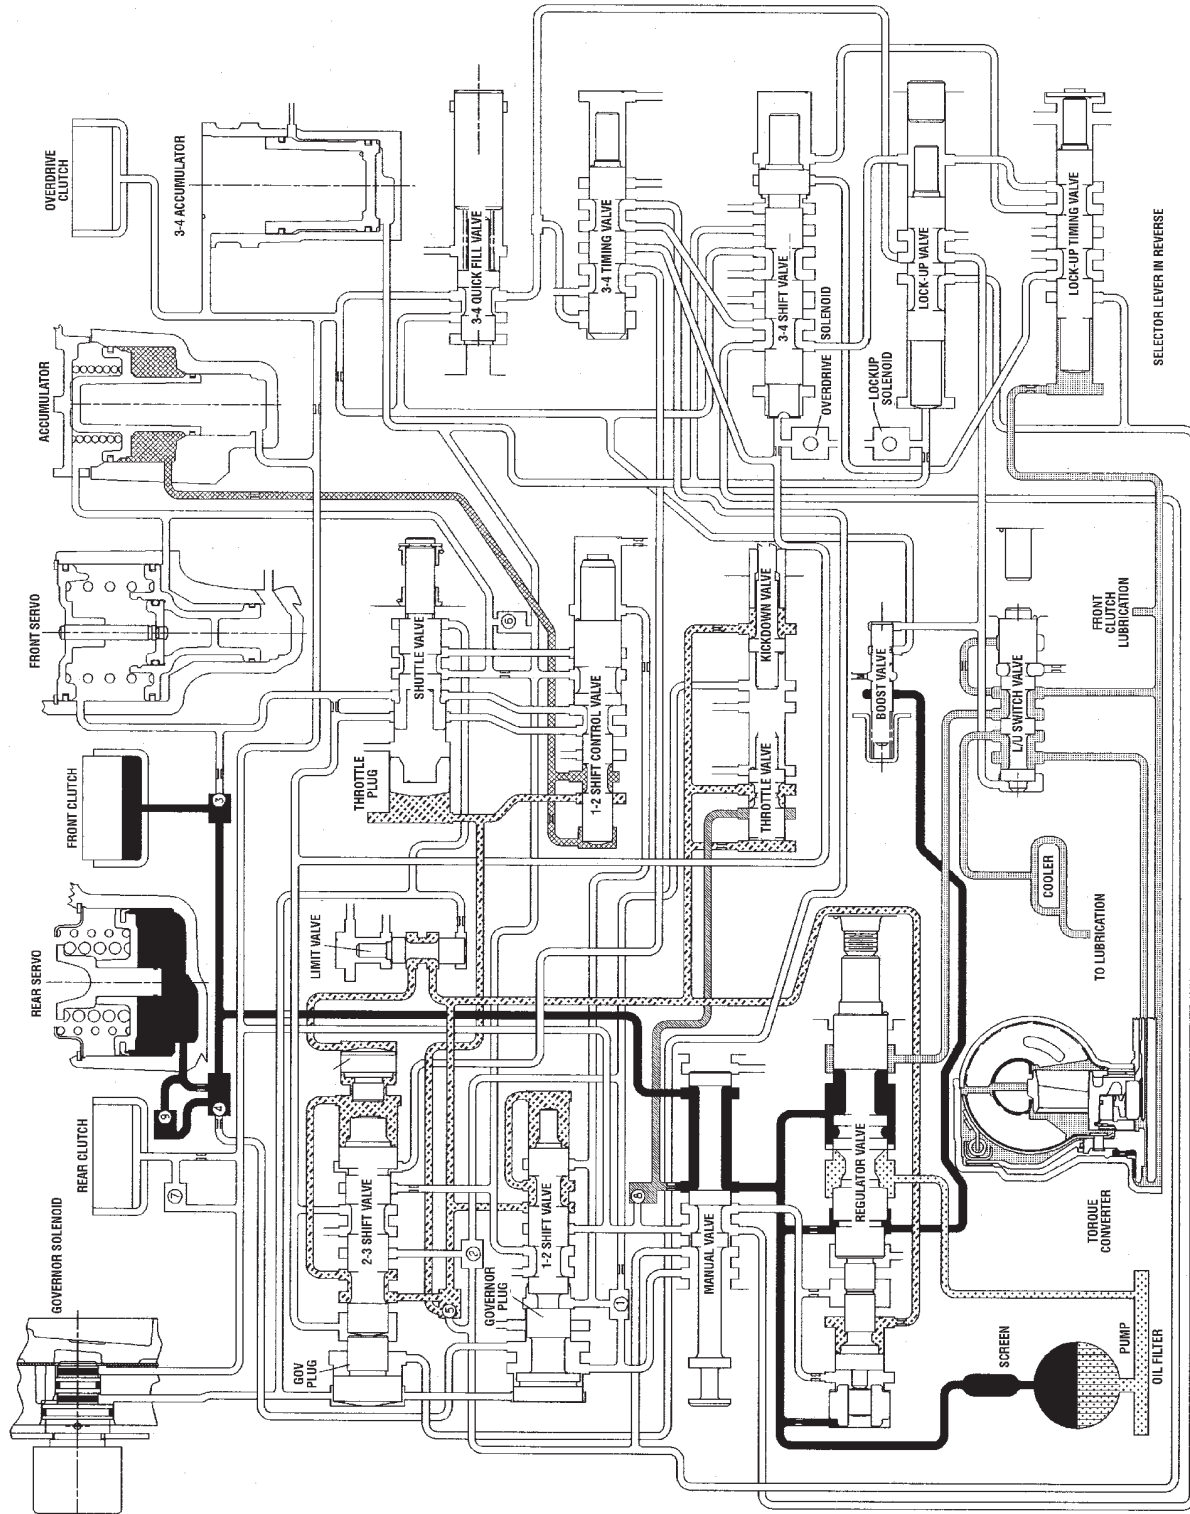 GOVERNOR SOLENOID
REAR CLUTCH
REAR SERVO
FRONT CLUTCH
FRONT SERVO
ACCUMULATOR
OVERDRIVE
CLUTCH
3-4 ACCUMULATOR
7
9
4
3
GOV
PLUG
2-3 SHIFT VALVE
LIMIT VALVE
THROTTLE
PLUG
SHUTTLE VALVE
3-4 QUICK FILL VALVE
5
2
6
GOVERNOR
PLUG
1-2 SHIFT VALVE
1-2 SHIFT CONTROL VALVE
3-4 TIMING VALVE
1
8
MANUAL VALVE
THROTTLE VALVE
KICKDOWN VALVE
3-4 SHIFT VALVE
OVERDRIVE
SOLENOID
REGULATOR VALVE
BOOST VALVE
LOCKUP
SOLENOID
LOCK-UP VALVE
SCREEN
COOLER
L/U SWITCH VALVE
LOCK-UP TIMING VALVE
PUMP
OIL FILTER
TORQUE
CONVERTER
TO LUBRICATION
FRONT
CLUTCH
LUBRICATION
SELECTOR LEVER IN REVERSE